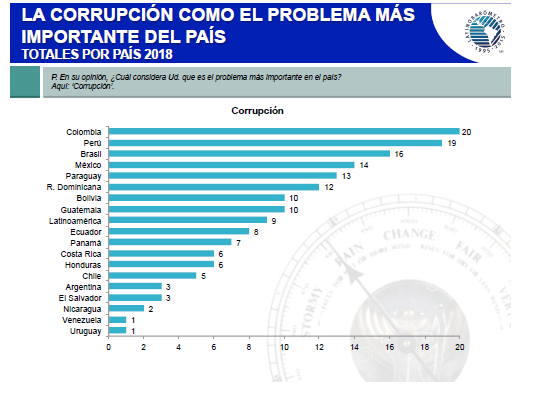 LA CORRUPCIÓN COMO EL PROBLEMA MÁS
IMPORTANTE DEL PAÍS
TOTALES POR PAÍS 2018
LATINOBARÓMETRO
1995-2015
P. En su opinión, ¿Cuál considera Ud. que es el problema más importante en el país?
Aquí: 'Corrupción'.
Corrupción
Colombia 20
Perú 19
Brasil 16
México 14
Paraguay 13
R. Dominicana 12
Bolivia 10
Guatemala 10
Latinoamérica 9
Ecuador 8
Panamá 7
Costa Rica 6
Honduras 6
Chile 5
Argentina 3
El Salvador 3
Nicaragua 2
Venezuela 1
Uruguay 1
0 2 4 6 8 10 12 14 16 18 20
STORMY
RAIN
CHANGE
FAIR